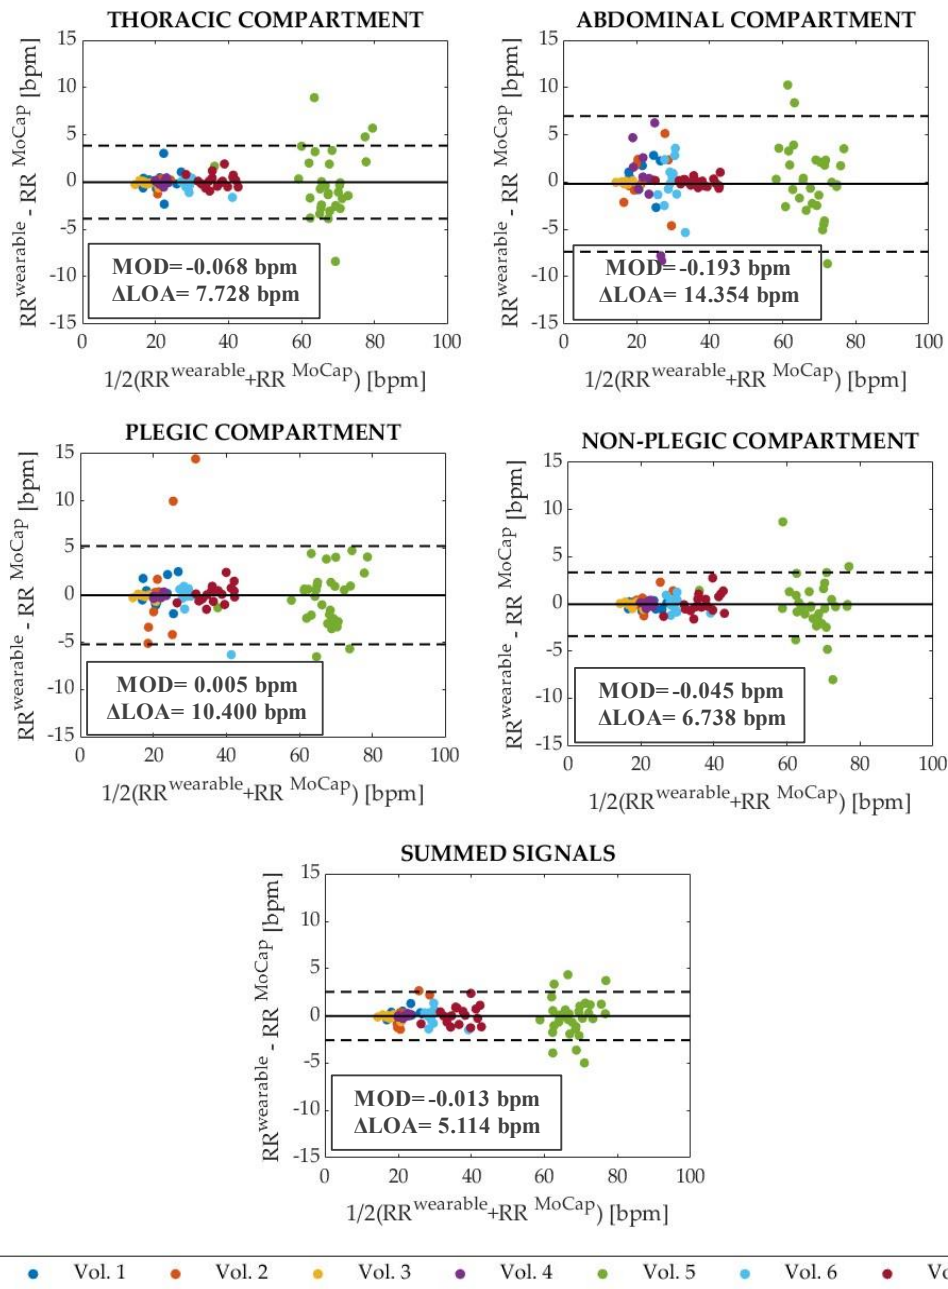 THORACIC COMPARTMENT
RR^wearable - RR^MoCap [bpm]
15
10
5
0
-5
-10
-15
MOD= -0.068 bpm
ΔLOA= 7.728 bpm
0 20 40 60 80 100
1/2(RR^wearable+RR^MoCap) [bpm]
ABDOMINAL COMPARTMENT
RR^wearable - RR^MoCap [bpm]
15
10
5
0
-5
-10
-15
MOD= -0.193 bpm
ΔLOA= 14.354 bpm
0 20 40 60 80 100
1/2(RR^wearable+RR^MoCap) [bpm]
PLEGIC COMPARTMENT
RR^wearable - RR^MoCap [bpm]
15
10
5
0
-5
-10
-15
MOD= 0.005 bpm
ΔLOA= 10.400 bpm
0 20 40 60 80 100
1/2(RR^wearable+RR^MoCap) [bpm]
NON-PLEGIC COMPARTMENT
RR^wearable - RR^MoCap [bpm]
15
10
5
0
-5
-10
-15
MOD= -0.045 bpm
ΔLOA= 6.738 bpm
0 20 40 60 80 100
1/2(RR^wearable+RR^MoCap) [bpm]
SUMMED SIGNALS
RR^wearable - RR^MoCap [bpm]
15
10
5
0
-5
-10
-15
MOD= -0.013 bpm
ΔLOA= 5.114 bpm
0 20 40 60 80 100
1/2(RR^wearable+RR^MoCap) [bpm]
Vol. 1 Vol. 2 Vol. 3 Vol. 4 Vol. 5 Vol. 6